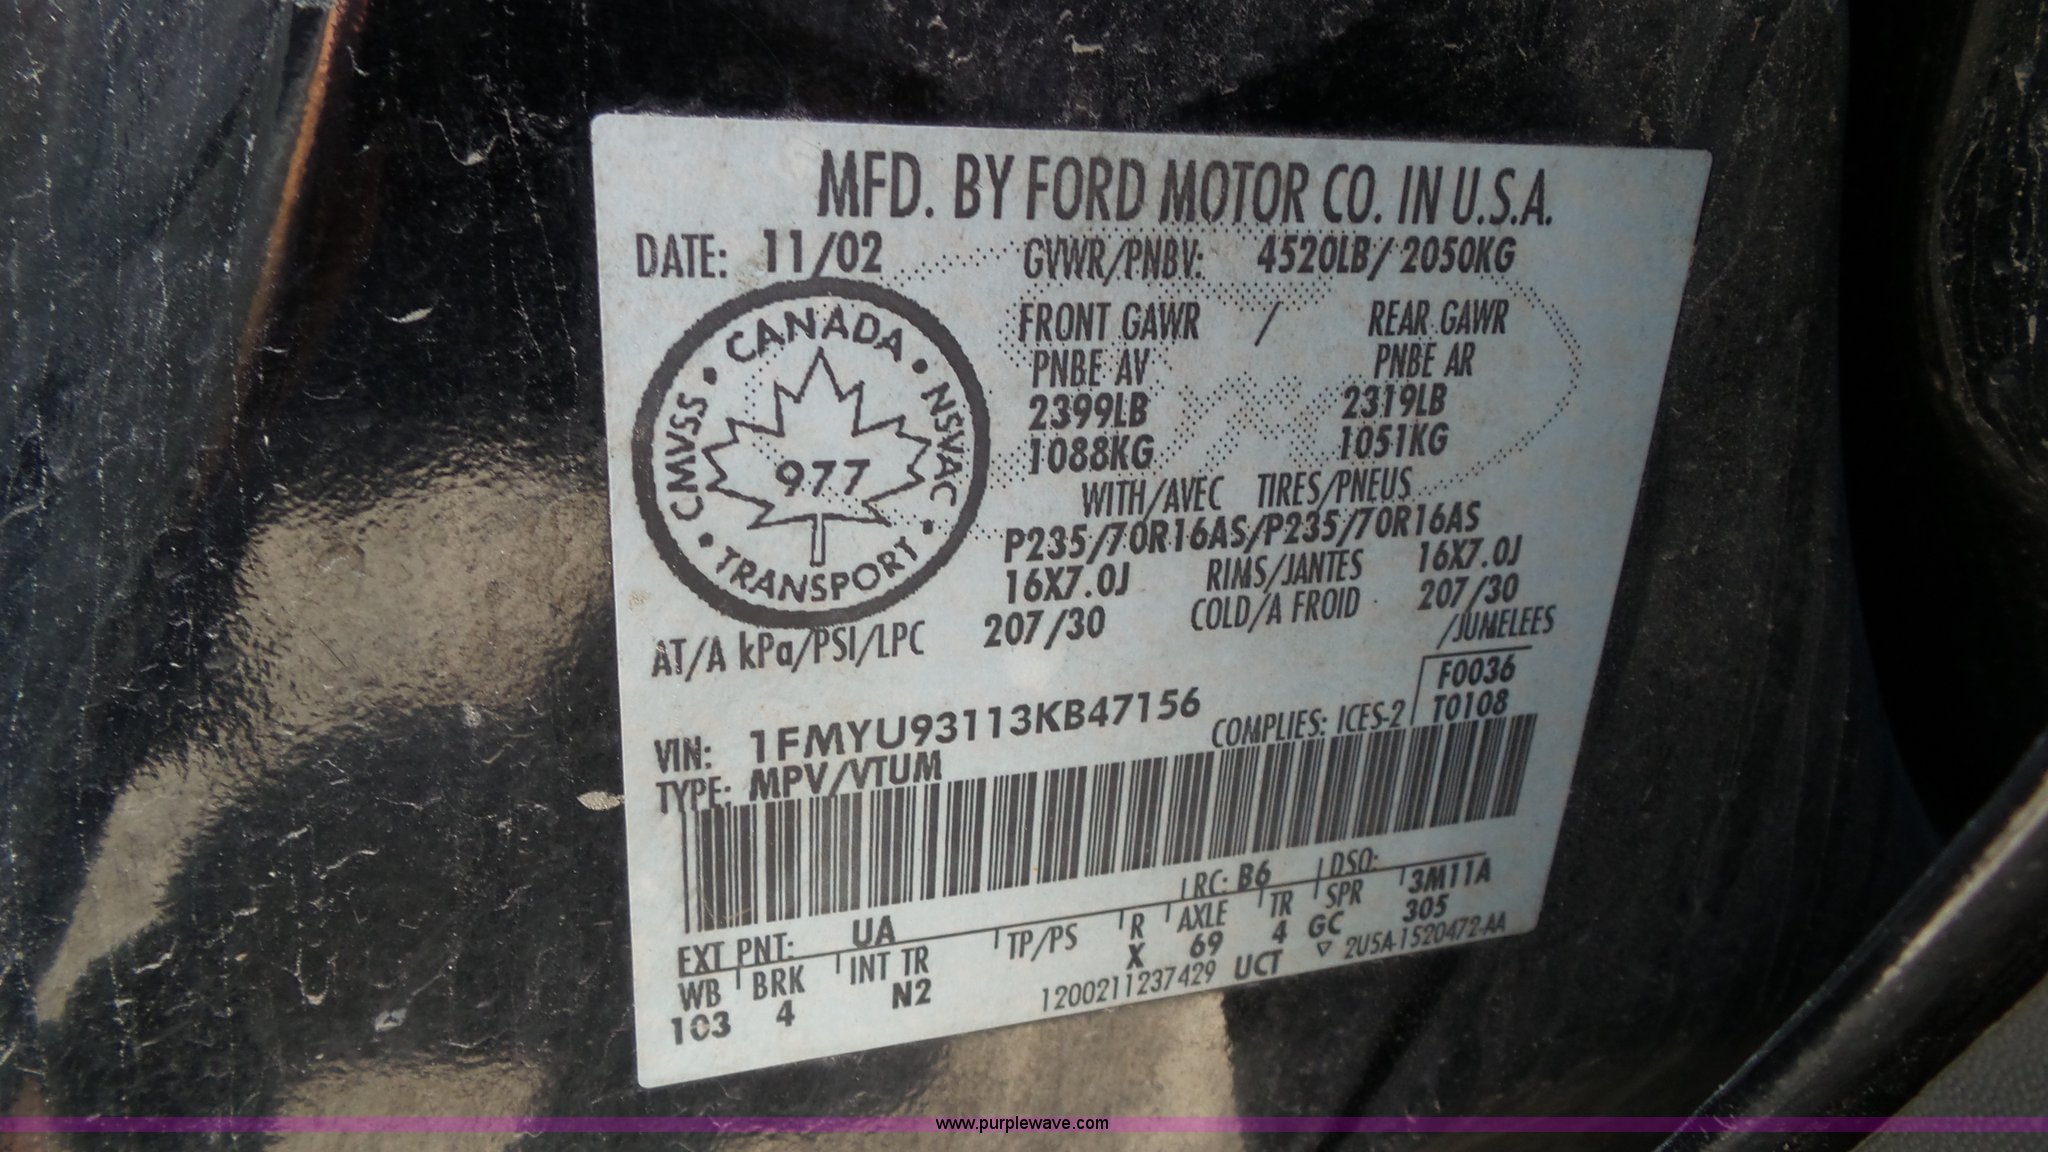 MFD. BY FORD MOTOR CO. IN U.S.A.
DATE: 11/02 GVWR/PNBV: 4520LB/ 2050KG
FRONT GAWR / REAR GAWR
PNBE AV PNBE AR
2399LB 2319LB
1088KG 1051KG
WITH/AVEC TIRES/PNEUS
P235/70R16AS/P235/70R16AS
16X7.0J RIMS/JANTES 16X7.0J
AT/A kPa/PSI/LPC 207/30 COLD/A FROID 207/30
/JUMELEES
CANADA • NSVAC • TRANSPORT • CMVSS •
977
VIN: 1FMYU93113KB47156 COMPLIES: ICES-2 F0036
TYPE: MPV/VTUM T0108
EXT PNT: UA RC: B6 DSO:
WB BRK INT TR TP/PS R AXLE TR SPR 3M11A
103 4 N2 X 69 4 GC 305
1200211237429 UCT ▽ 2U5A-1520472-AA
www.purplewave.com